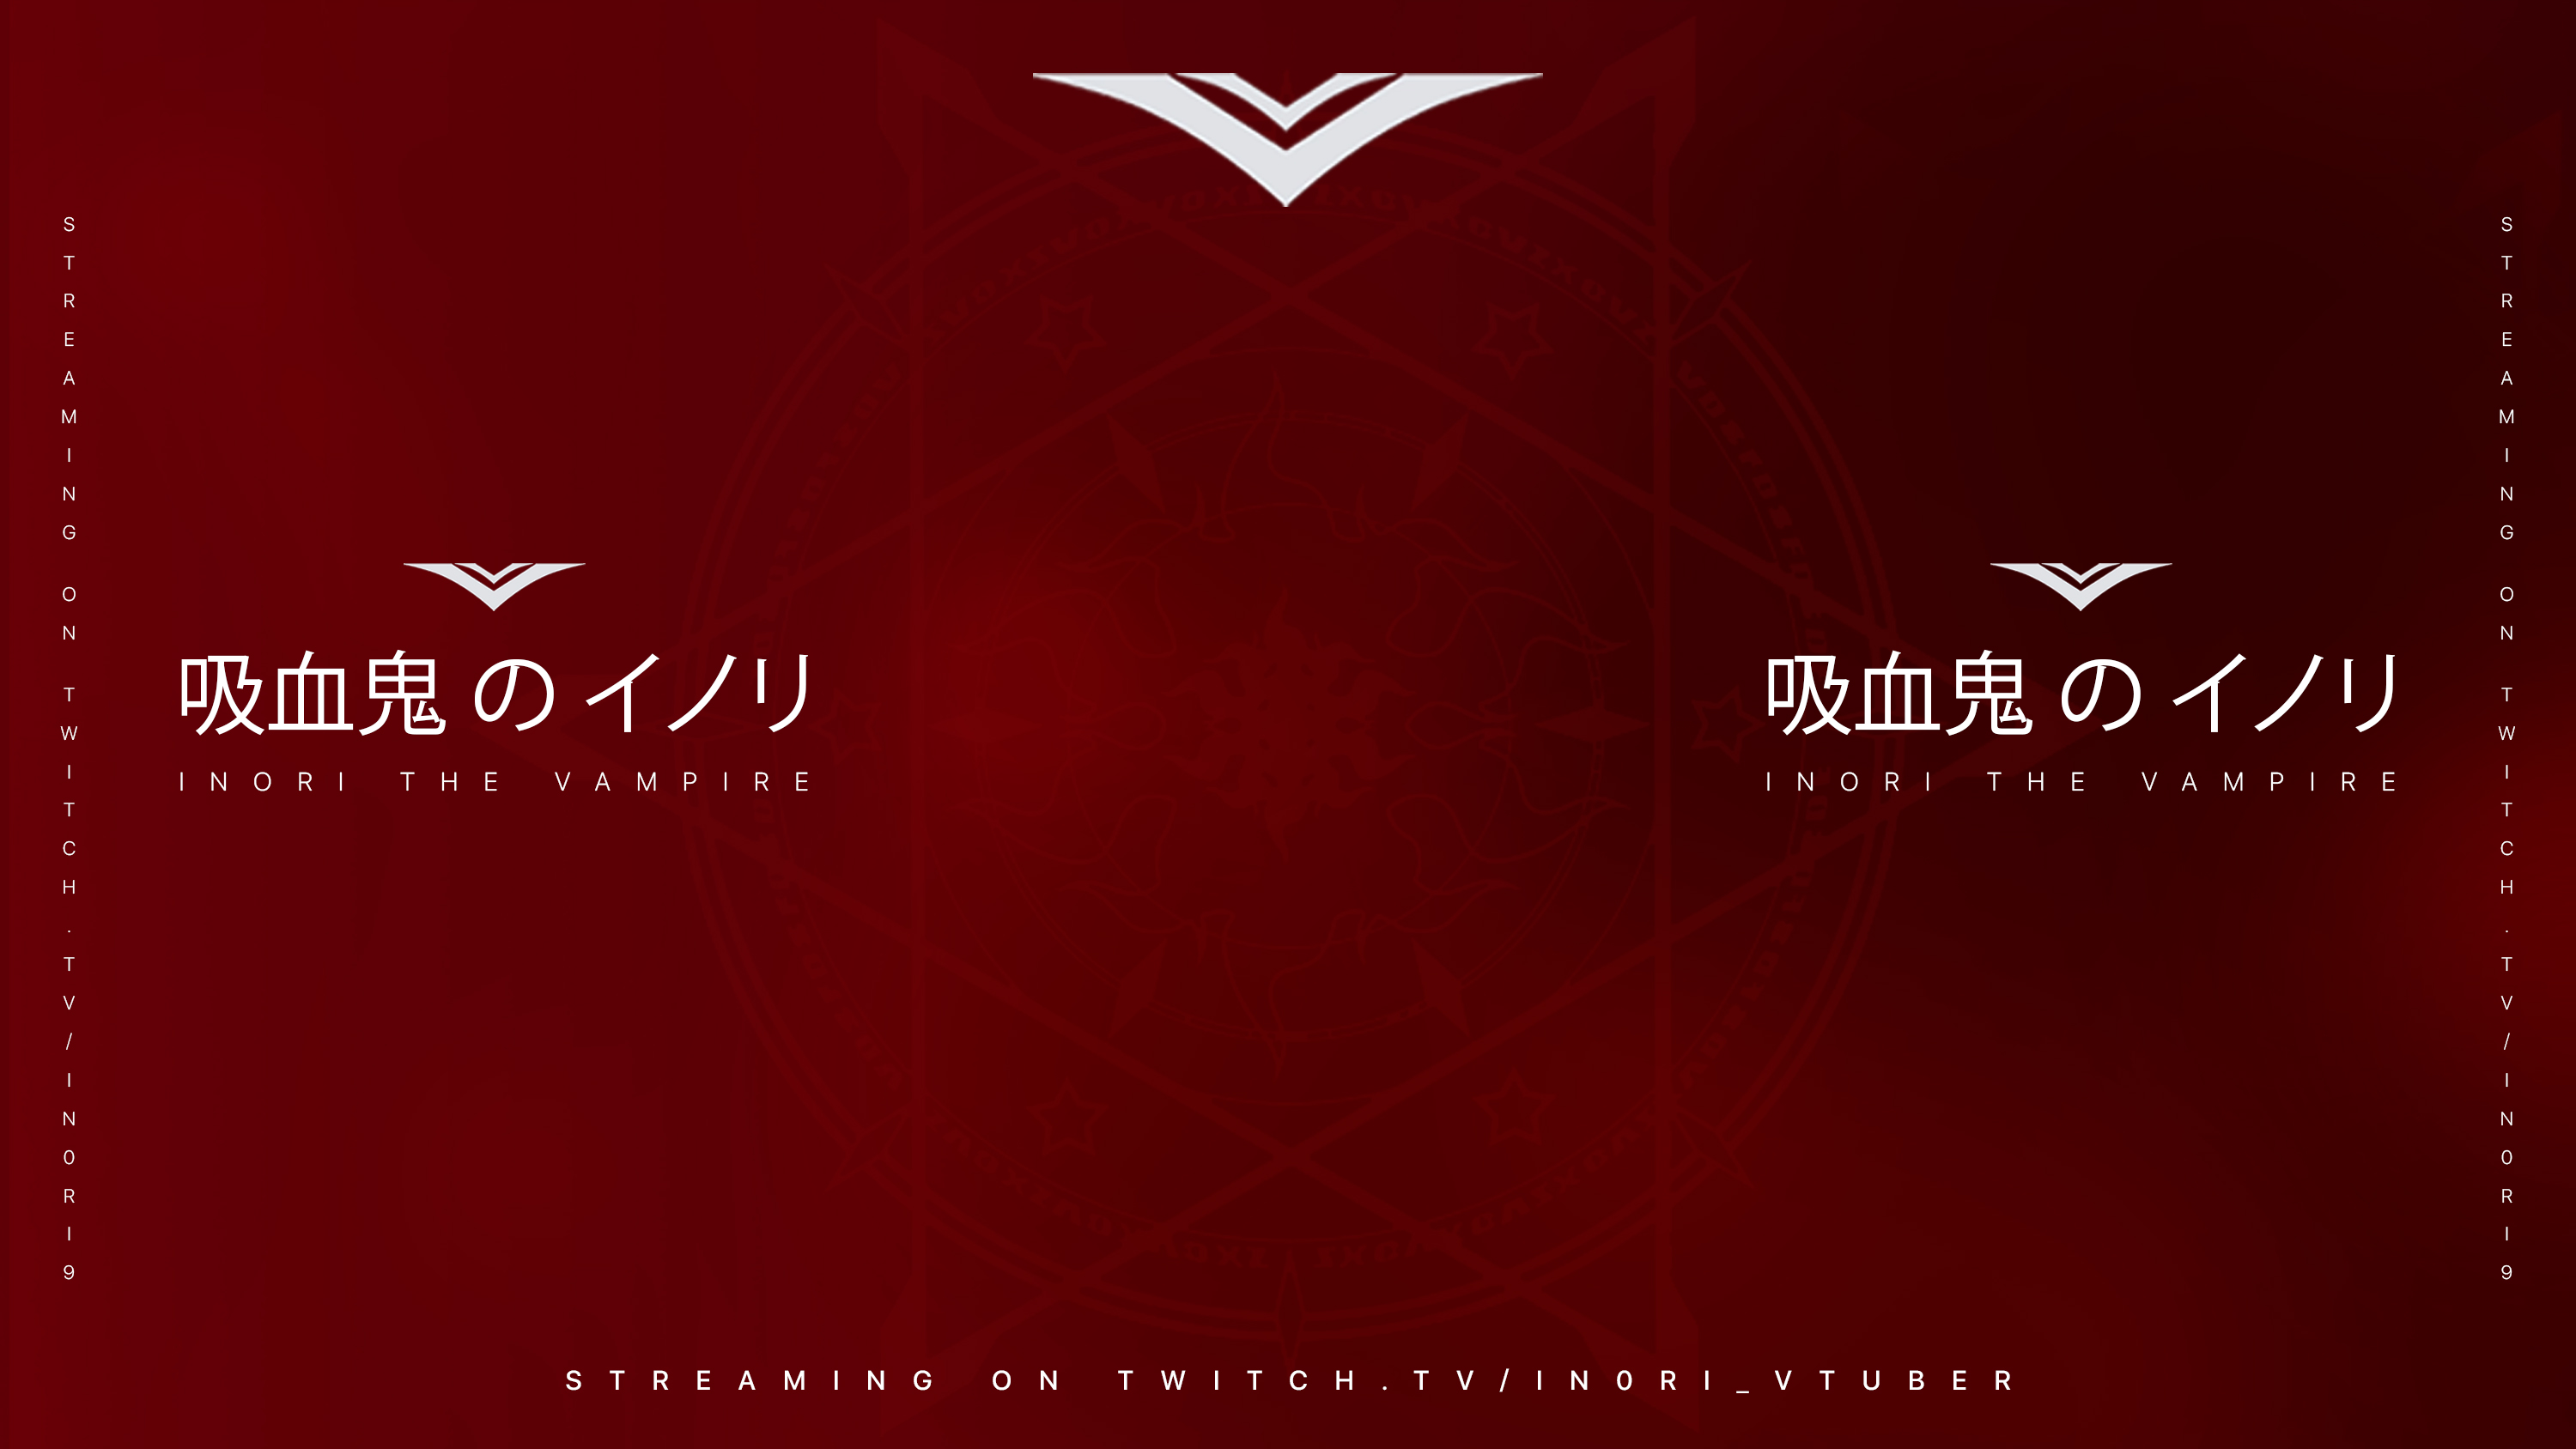 STREAMING ON TWITCH.TV/IN0RI9
吸血鬼 の イノリ
INORI THE VAMPIRE
吸血鬼 の イノリ
INORI THE VAMPIRE
STREAMING ON TWITCH.TV/IN0RI9
STREAMING ON TWITCH.TV/IN0RI_VTUBER